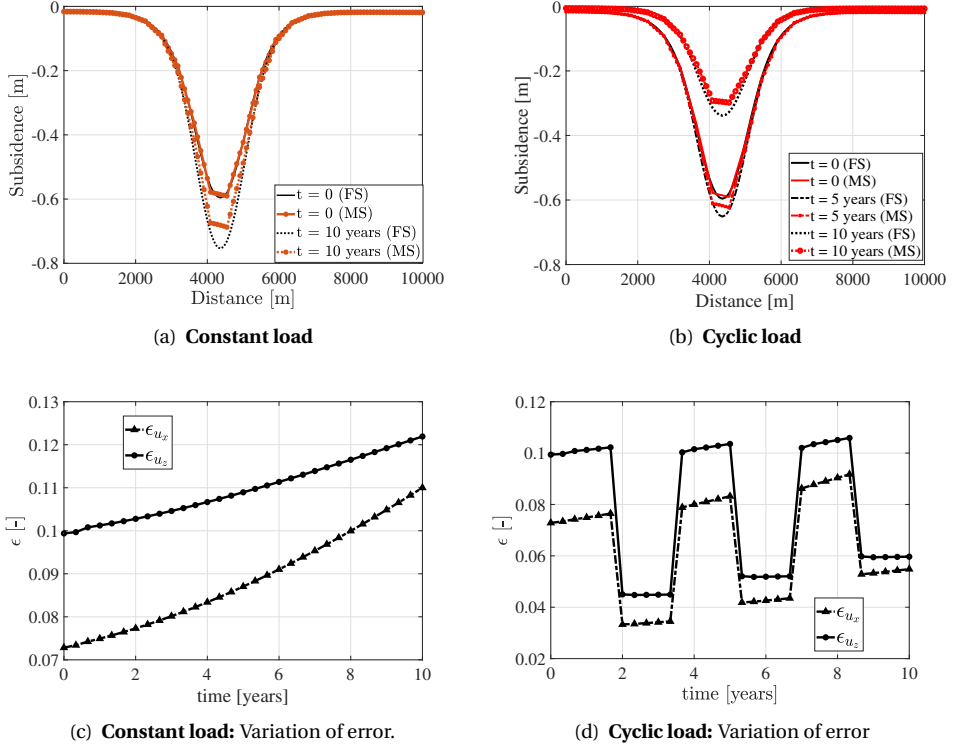 0
-0.2
-0.4
-0.6
-0.8
Subsidence [m]
t = 0 (FS)
t = 0 (MS)
t = 10 years (FS)
t = 10 years (MS)
0 2000 4000 6000 8000 10000
Distance [m]
(a) Constant load
0
-0.2
-0.4
-0.6
-0.8
Subsidence [m]
t = 0 (FS)
t = 0 (MS)
t = 5 years (FS)
t = 5 years (MS)
t = 10 years (FS)
t = 10 years (MS)
0 2000 4000 6000 8000 10000
Distance [m]
(b) Cyclic load
0.13
0.12
0.11
0.1
0.09
0.08
0.07
ϵ [-]
ϵ_{u_x}
ϵ_{u_z}
0 2 4 6 8 10
time [years]
(c) Constant load: Variation of error.
0.12
0.1
0.08
0.06
0.04
0.02
ϵ [-]
ϵ_{u_x}
ϵ_{u_z}
0 2 4 6 8 10
time [years]
(d) Cyclic load: Variation of error